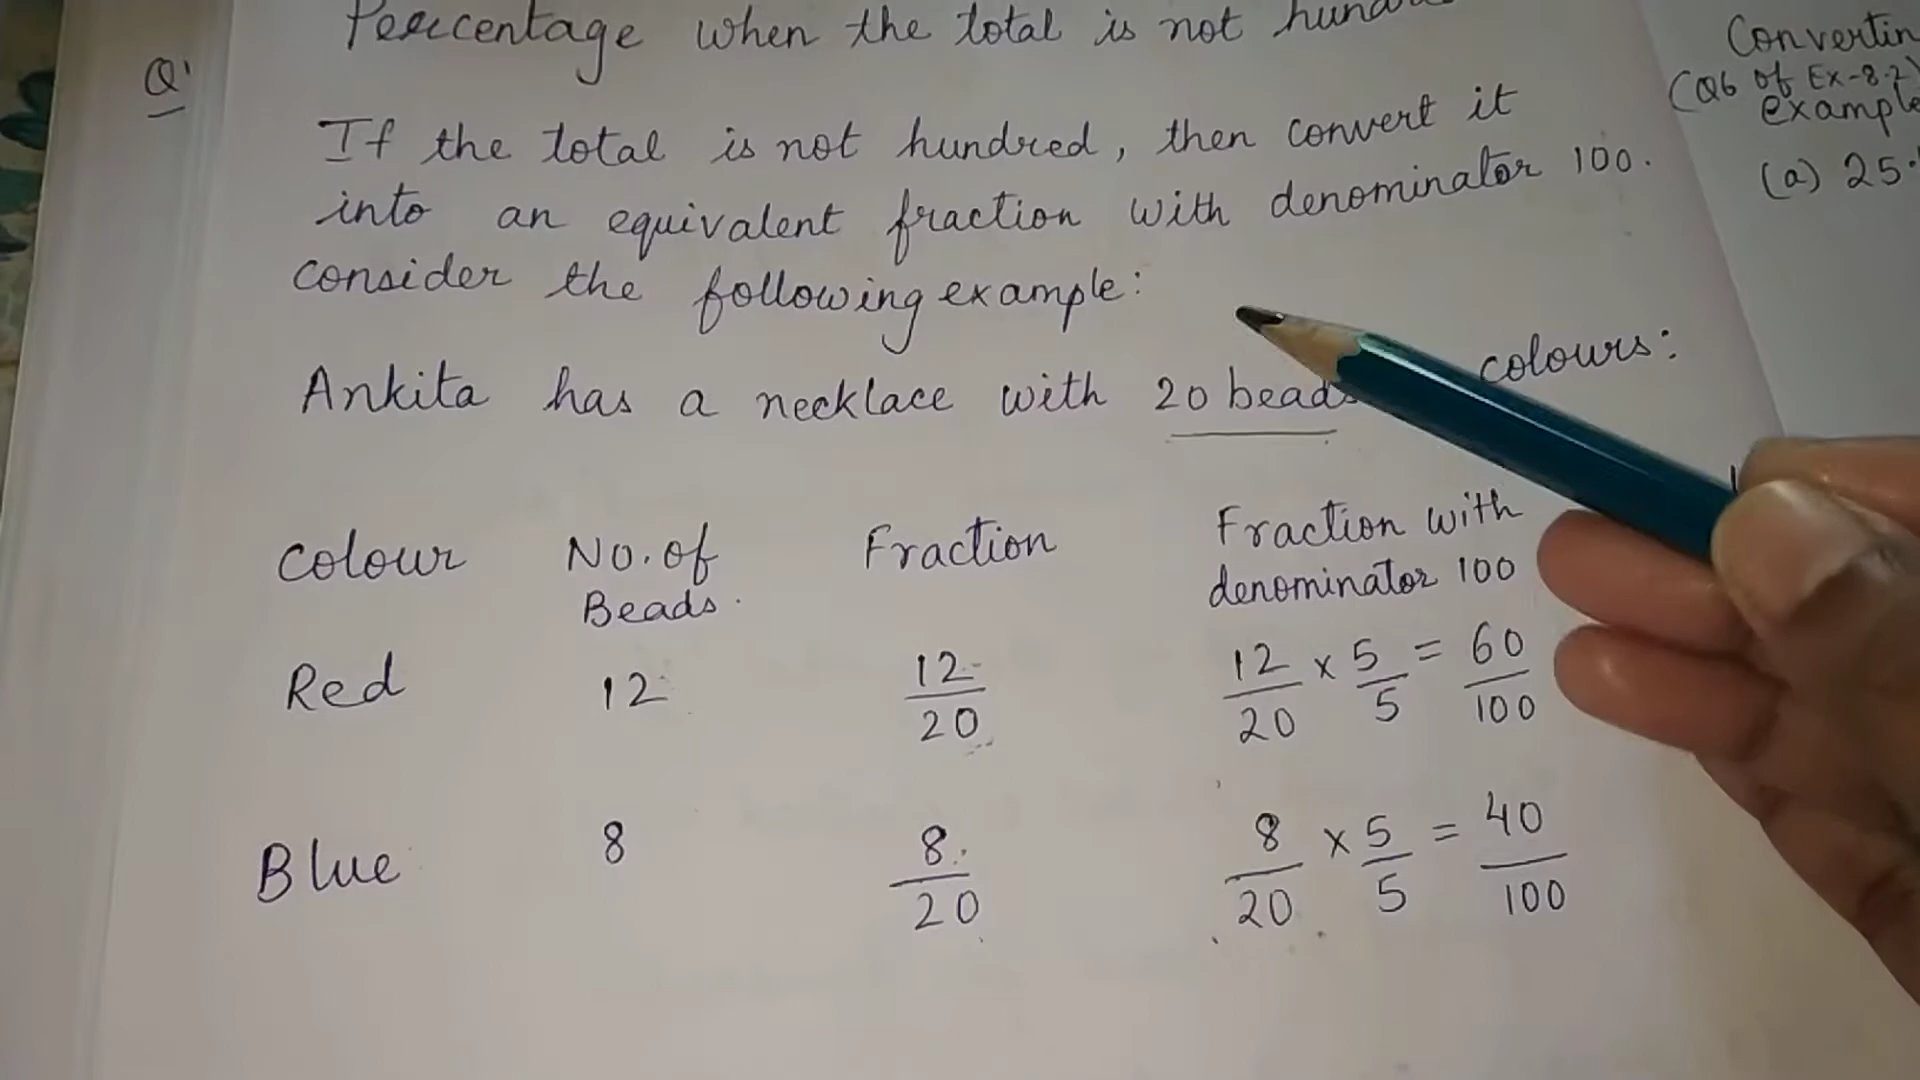 Percentage when the total is not
Q'
If the total is not hundred, then convert it
into an equivalent fraction with denominator 100.
consider the following example:
Ankita has a necklace with 20 beads colours:
Colour No. of Beads. Fraction Fraction with denominator 100
Red 12 12/20 12/20 x 5/5 = 60/100
Blue 8 8/20 8/20 x 5/5 = 40/100
(Q6 of Ex-8.2)
(a) 25